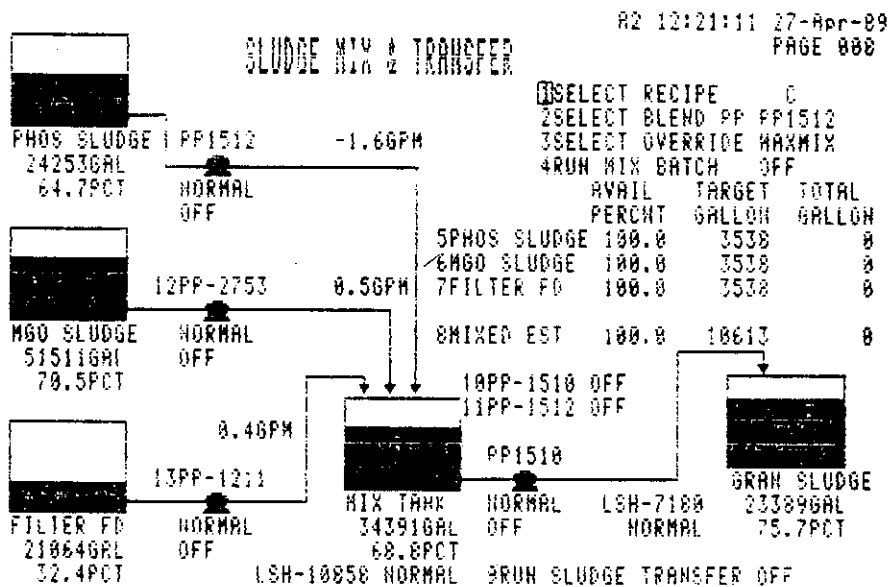 A2 12:21:11 27-Apr-89
SLUDGE MIX & TRANSFER
PAGE 008
1SELECT RECIPE C
2SELECT BLEND PP PP1512
3SELECT OVERRIDE MAXMIX
4RUN MIX BATCH OFF
AVAIL TARGET TOTAL
PERCNT GALLON GALLON
5PHOS SLUDGE 100.0 3538 0
6MGO SLUDGE 100.0 3538 0
7FILTER FD 100.0 3538 0
8MIXED EST 100.0 10613 0
PHOS SLUDGE
24253GAL
64.7PCT
PP1512
-1.6GPM
NORMAL
OFF
12PP-2753
0.5GPM
MGO SLUDGE
51511GAL
70.5PCT
NORMAL
OFF
0.4GPM
13PP-1211
FILTER FD
21064GAL
32.4PCT
NORMAL
OFF
10PP-1510 OFF
11PP-1512 OFF
PP1510
MIX TANK
34391GAL
68.8PCT
NORMAL
OFF
LSH-7180
NORMAL
GRAN SLUDGE
23389GAL
75.7PCT
LSH-10858 NORMAL 9RUN SLUDGE TRANSFER OFF